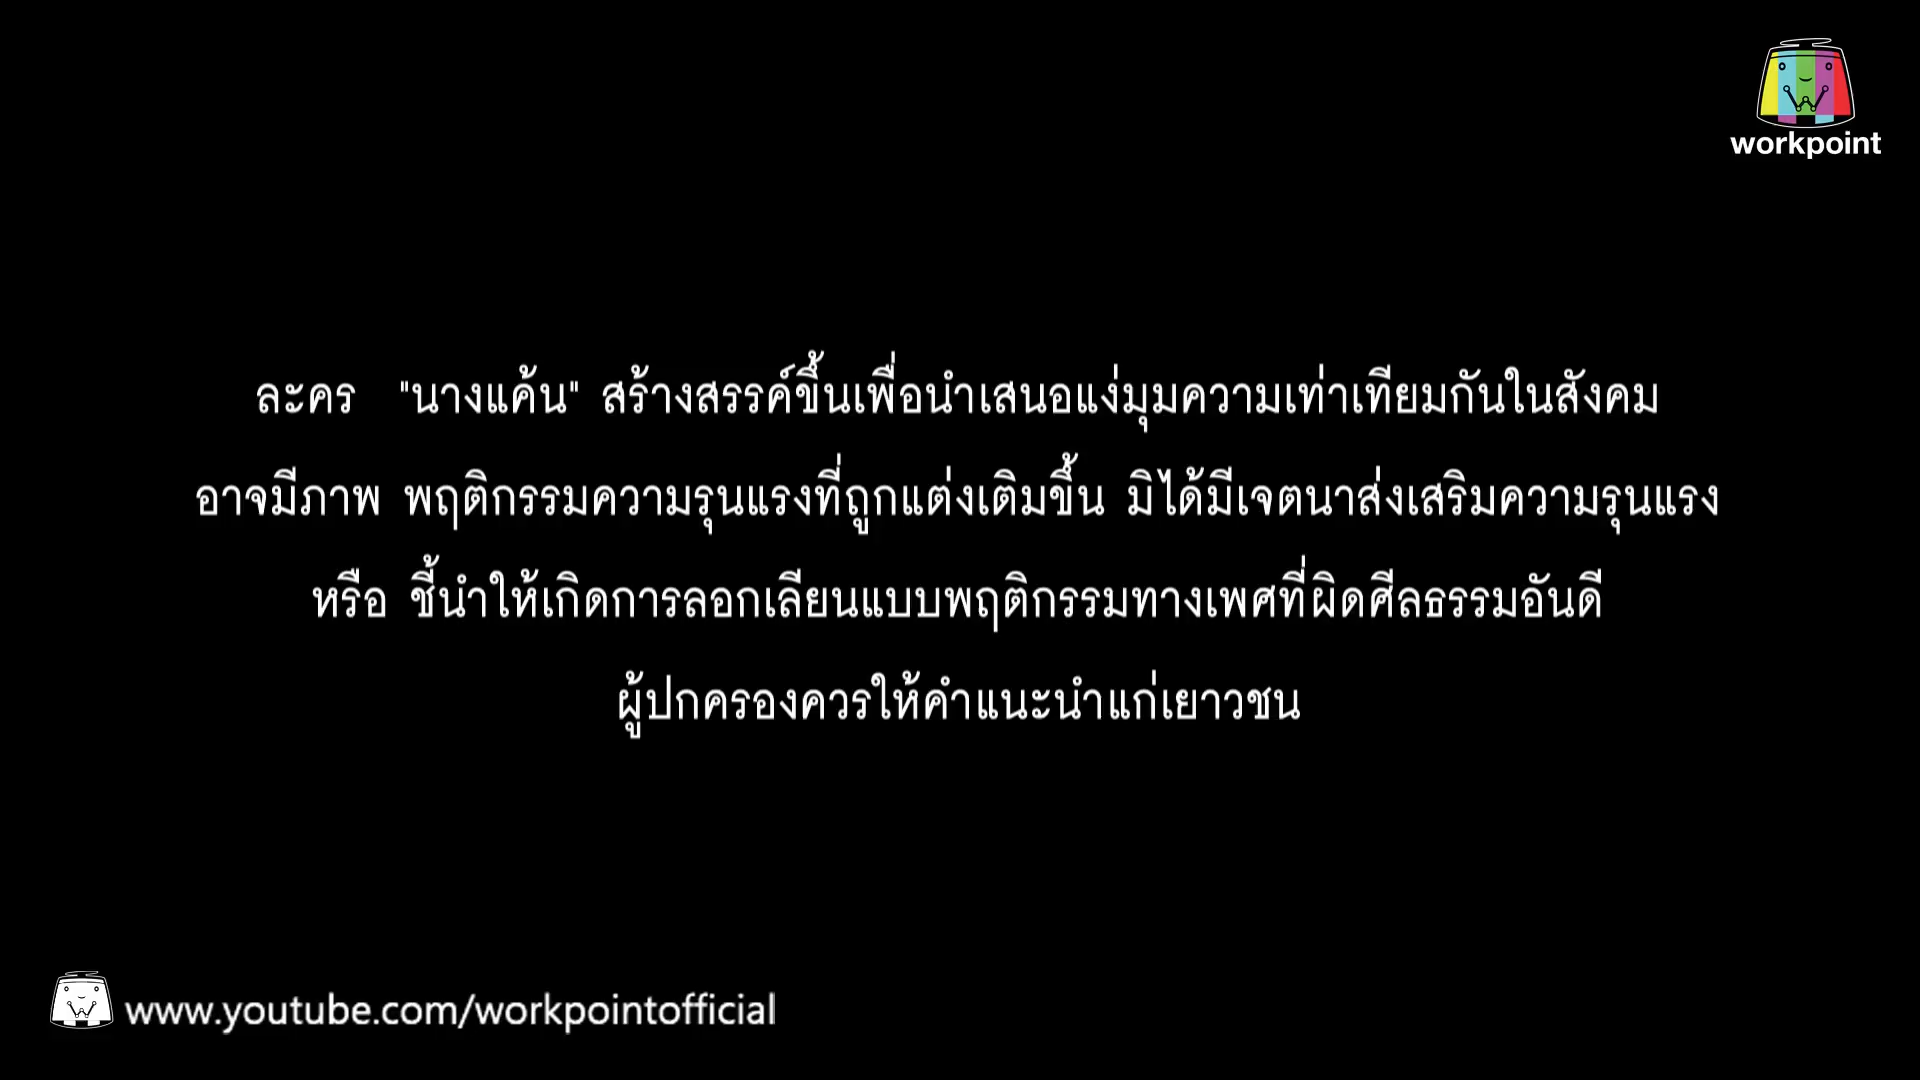 workpoint
ละคร "นางแค้น" สร้างสรรค์ขึ้นเพื่อนำเสนอแง่มุมความเท่าเทียมกันในสังคม
อาจมีภาพ พฤติกรรมความรุนแรงที่ถูกแต่งเติมขึ้น มิได้มีเจตนาส่งเสริมความรุนแรง
หรือ ชี้นำให้เกิดการลอกเลียนแบบพฤติกรรมทางเพศที่ผิดศีลธรรมอันดี
ผู้ปกครองควรให้คำแนะนำแก่เยาวชน
www.youtube.com/workpointofficial